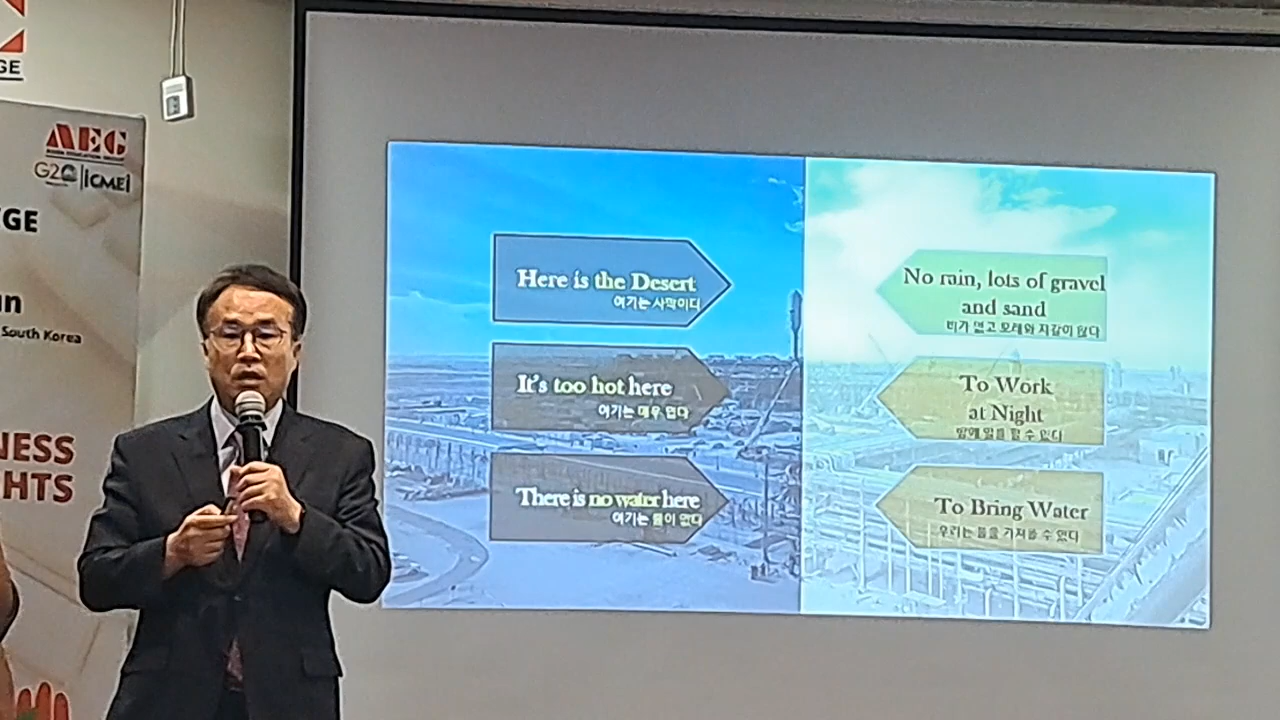 GE
AEG
G20 ICMEI
GE
South Korea
NESS
HTS
Here is the Desert
여기는 사막이다
It's too hot here
여기는 매우 덥다
There is no water here
여기는 물이 없다
No rain, lots of gravel
and sand
비가 없고 모래와 자갈이 많다
To Work
at Night
밤에 일을 할 수 있다
To Bring Water
우리는 물을 가져올 수 있다